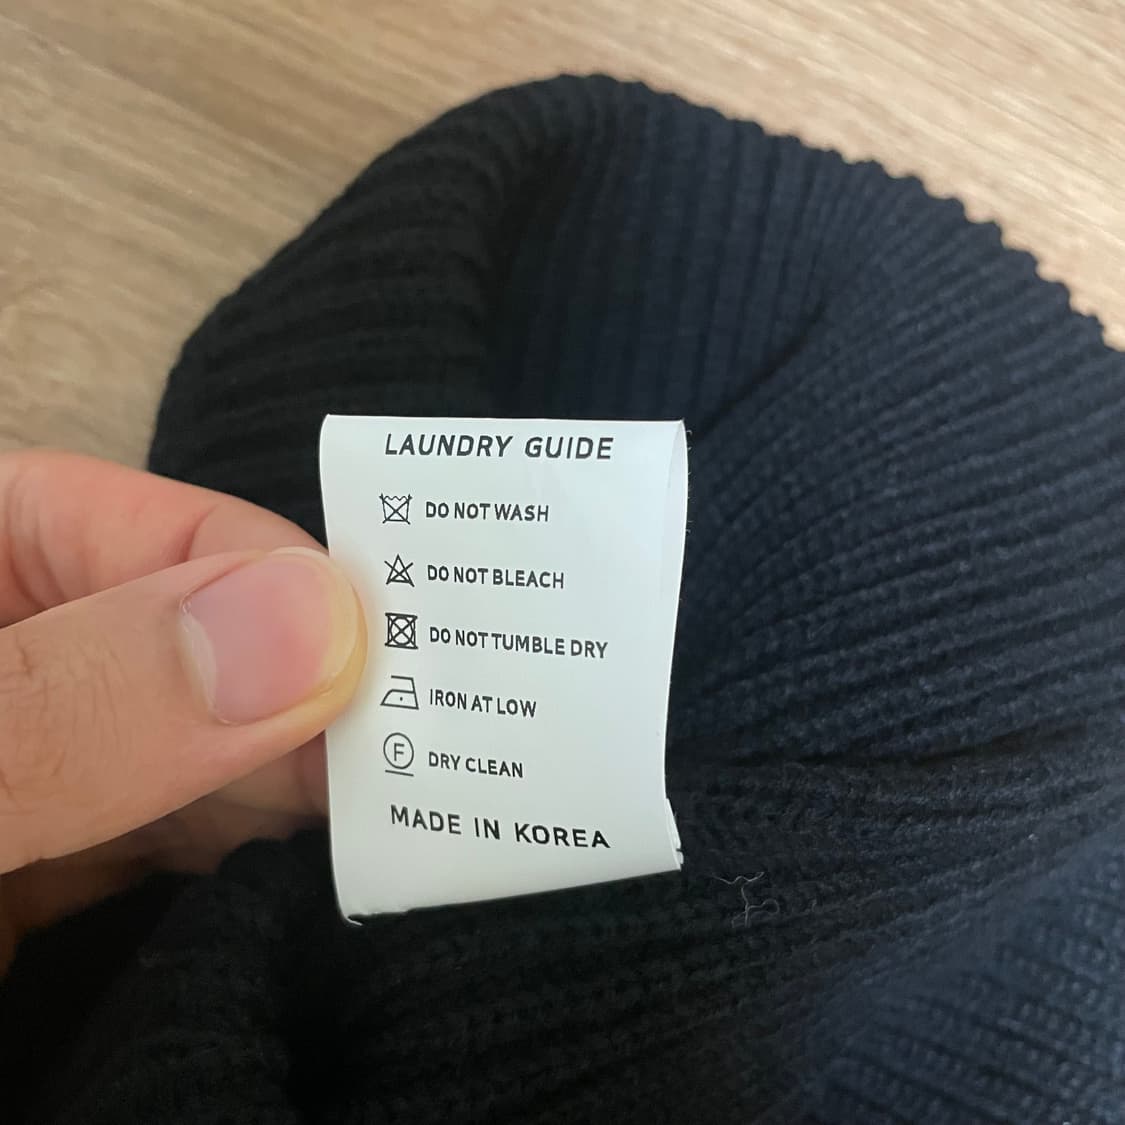 LAUNDRY GUIDE
DO NOT WASH
DO NOT BLEACH
DO NOT TUMBLE DRY
IRON AT LOW
F DRY CLEAN
MADE IN KOREA